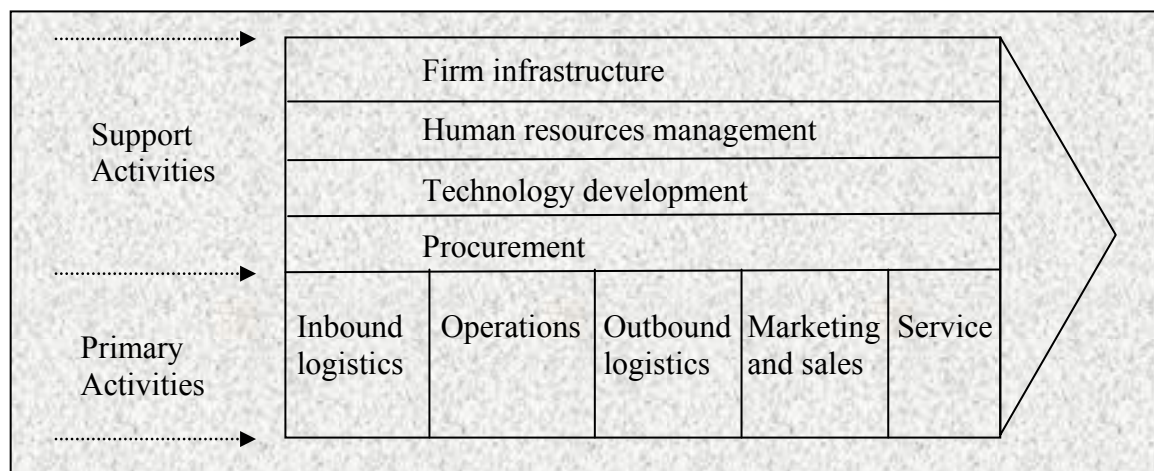 Firm infrastructure
Human resources management
Support
Activities
Technology development
Procurement
Inbound
logistics
Operations
Outbound
logistics
Marketing
and sales
Service
Primary
Activities